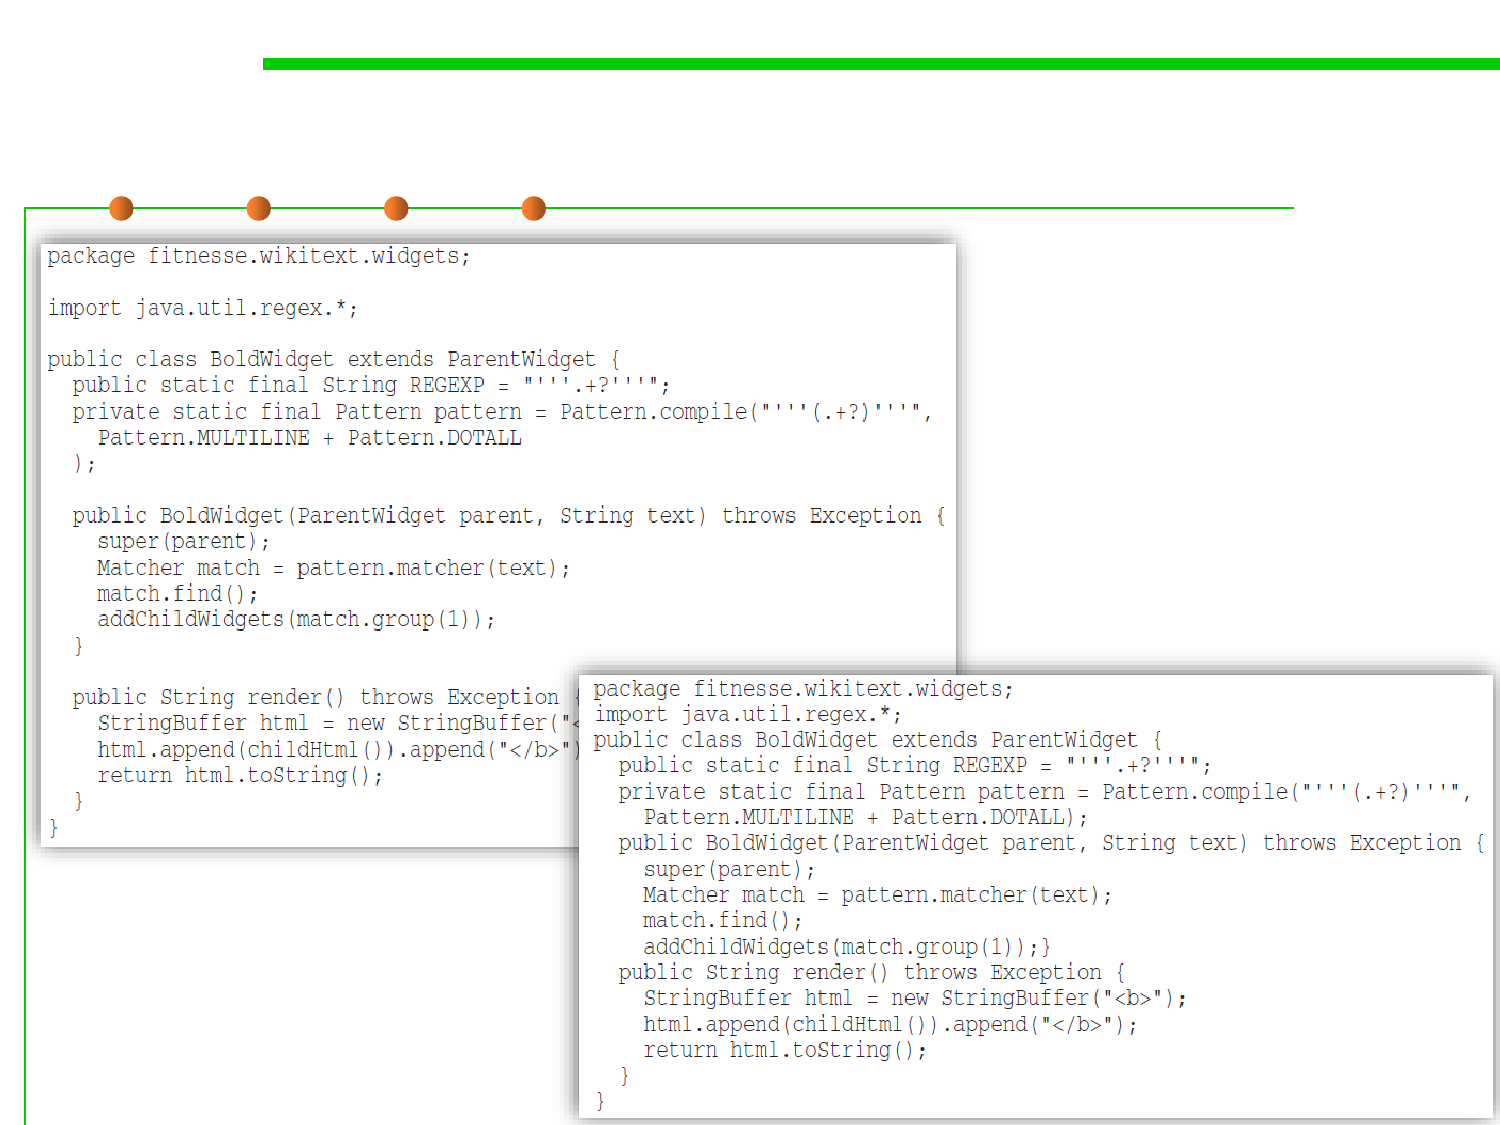 package fitnesse.wikitext.widgets;
import java.util.regex.*;
public class BoldWidget extends ParentWidget {
  public static final String REGEXP = "'''.+?'''";
  private static final Pattern pattern = Pattern.compile("'''(.+?)'''",
    Pattern.MULTILINE + Pattern.DOTALL
  );
  public BoldWidget(ParentWidget parent, String text) throws Exception {
    super(parent);
    Matcher match = pattern.matcher(text);
    match.find();
    addChildWidgets(match.group(1));
  }
  public String render() throws Exception {
    StringBuffer html = new StringBuffer("<
    html.append(childHtml()).append("</b>")
    return html.toString();
  }
}
package fitnesse.wikitext.widgets;
import java.util.regex.*;
public class BoldWidget extends ParentWidget {
  public static final String REGEXP = "'''.+?'''";
  private static final Pattern pattern = Pattern.compile("'''(.+?)'''",
    Pattern.MULTILINE + Pattern.DOTALL);
  public BoldWidget(ParentWidget parent, String text) throws Exception {
    super(parent);
    Matcher match = pattern.matcher(text);
    match.find();
    addChildWidgets(match.group(1));}
  public String render() throws Exception {
    StringBuffer html = new StringBuffer("<b>");
    html.append(childHtml()).append("</b>");
    return html.toString();
  }
}